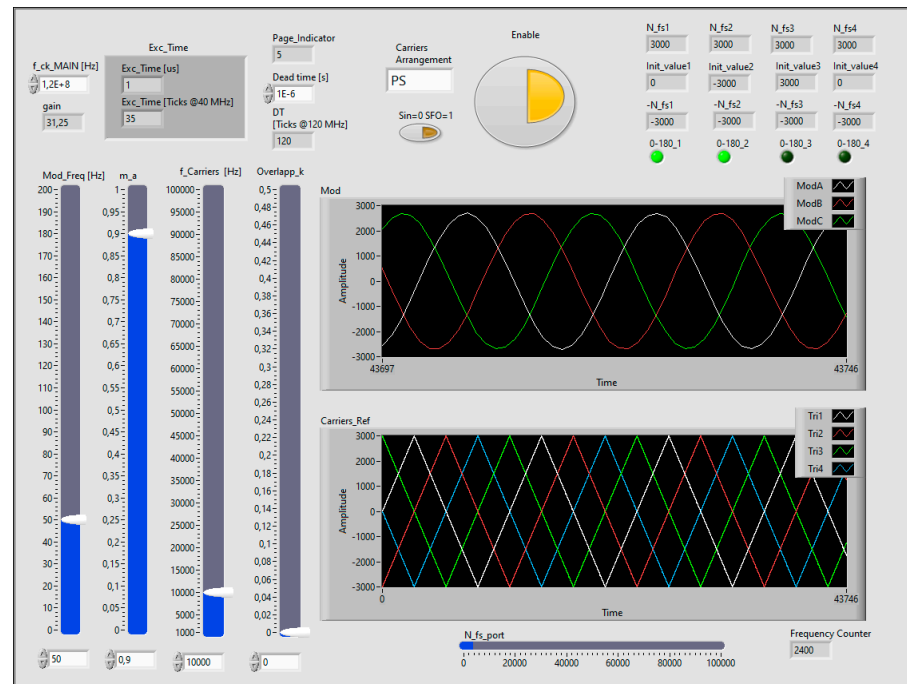 Exc_Time
f_ck_MAIN [Hz]
1,2E+8
gain
31,25
Exc_Time [us]
1
Exc_Time [Ticks @40 MHz]
35
Page_Indicator
5
Dead time [s]
1E-6
DT
[Ticks @120 MHz]
120
Carriers
Arrangement
PS
Sin=0 SFO=1
Enable
N_fs1 N_fs2 N_fs3 N_fs4
3000 3000 3000 3000
Init_value1 Init_value2 Init_value3 Init_value4
0 -3000 3000 0
-N_fs1 -N_fs2 -N_fs3 -N_fs4
-3000 -3000 -3000 -3000
0-180_1 0-180_2 0-180_3 0-180_4
Mod_Freq [Hz]
200
190
180
170
160
150
140
130
120
110
100
90
80
70
60
50
40
30
20
10
0
50
m_a
1
0,95
0,9
0,85
0,8
0,75
0,7
0,65
0,6
0,55
0,5
0,45
0,4
0,35
0,3
0,25
0,2
0,15
0,1
0,05
0
0,9
f_Carriers [Hz]
100000
95000
90000
85000
80000
75000
70000
65000
60000
55000
50000
45000
40000
35000
30000
25000
20000
15000
10000
5000
1000
10000
Overlapp_k
0,5
0,48
0,46
0,44
0,42
0,4
0,38
0,36
0,34
0,32
0,3
0,28
0,26
0,24
0,22
0,2
0,18
0,16
0,14
0,12
0,1
0,08
0,06
0,04
0,02
0
0
Mod
ModA
ModB
ModC
Amplitude
3000
2000
1000
0
-1000
-2000
-3000
43697 43746
Time
Carriers_Ref
Tri1
Tri2
Tri3
Tri4
Amplitude
3000
2000
1000
0
-1000
-2000
-3000
0 43746
Time
N_fs_port
0 20000 40000 60000 80000 100000
Frequency Counter
2400